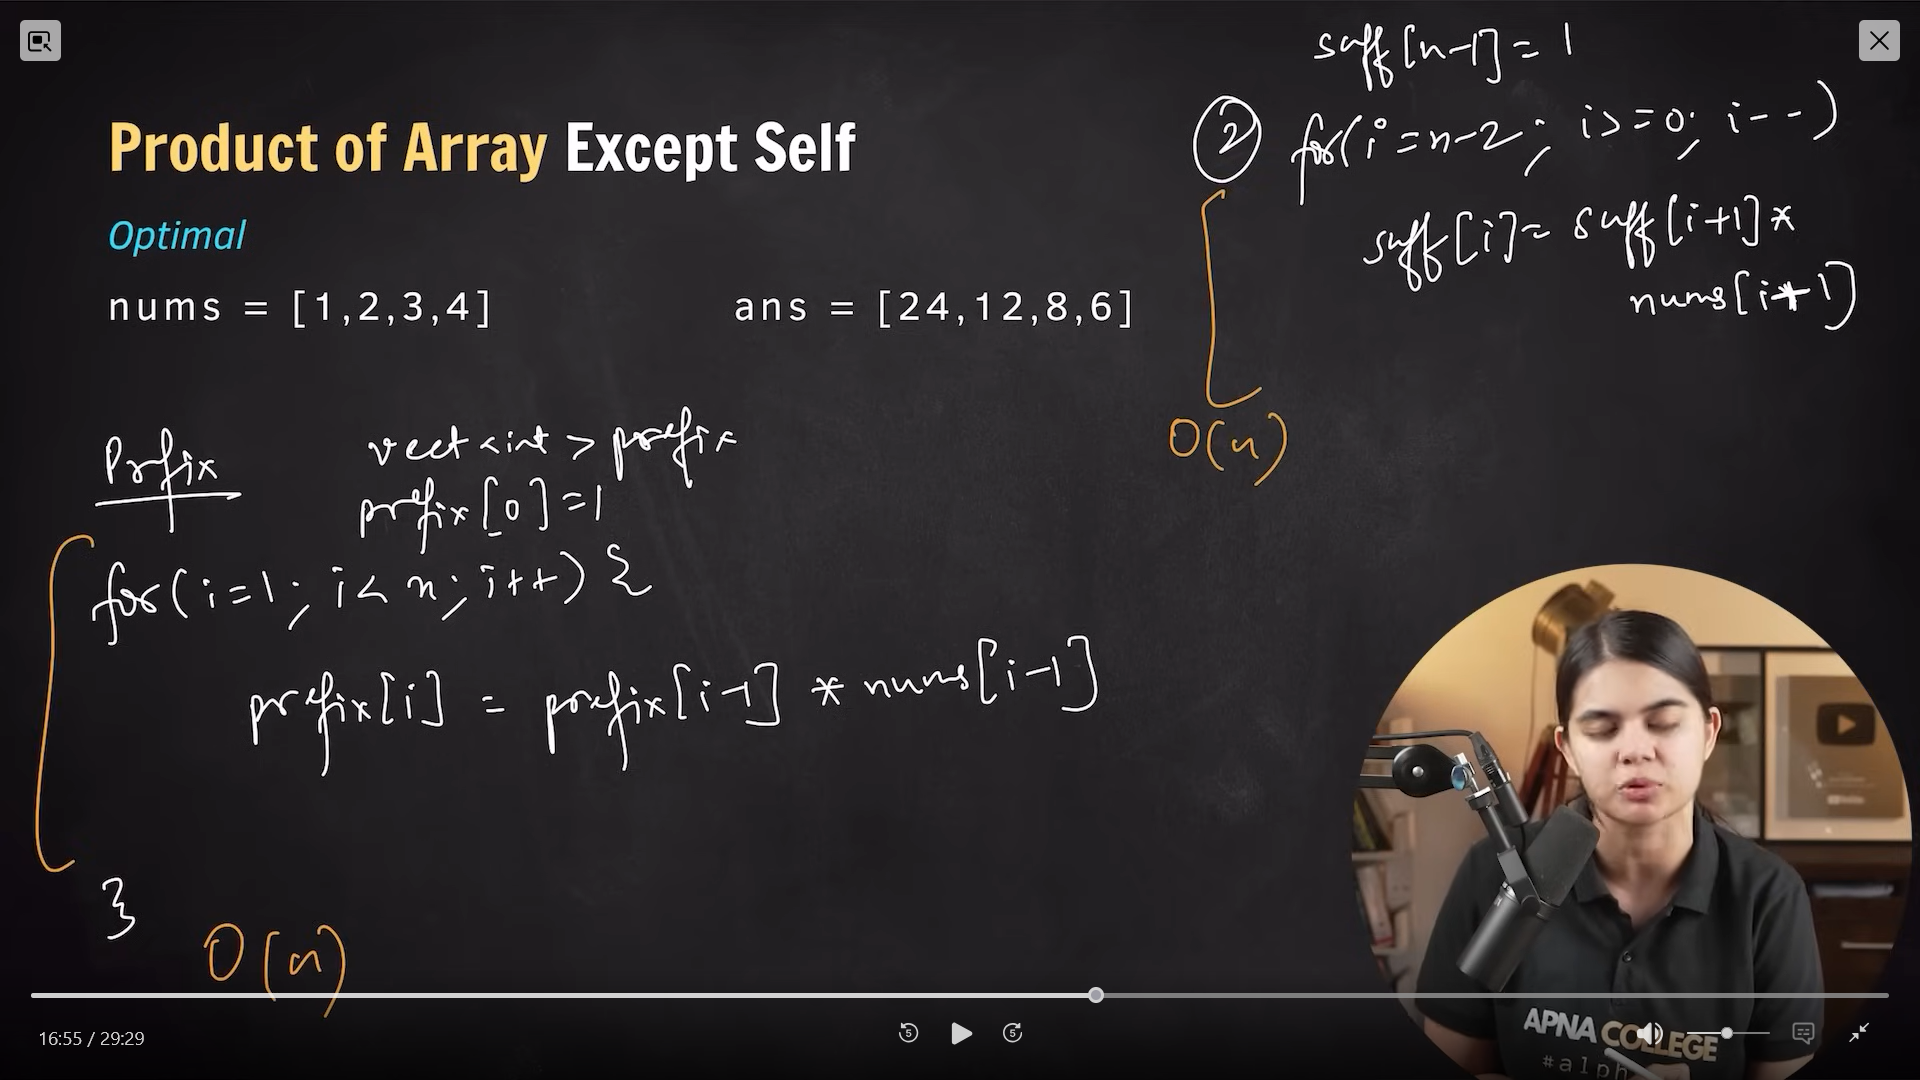 Product of Array Except Self
Optimal
nums = [1,2,3,4]
ans = [24,12,8,6]
Prfix
vect<int> prefix
prefix[0]=1
for(i=1; i<n; i++) {
prefix[i] = prefix[i-1] * nums[i-1]
}
O(n)
suff[n-1] = 1
2 for(i=n-2; i>=0; i--)
suff[i] = suff[i+1] *
nums[i+1]
O(n)
APNA COLLEGE
#alph
16:55 / 29:29
5
5